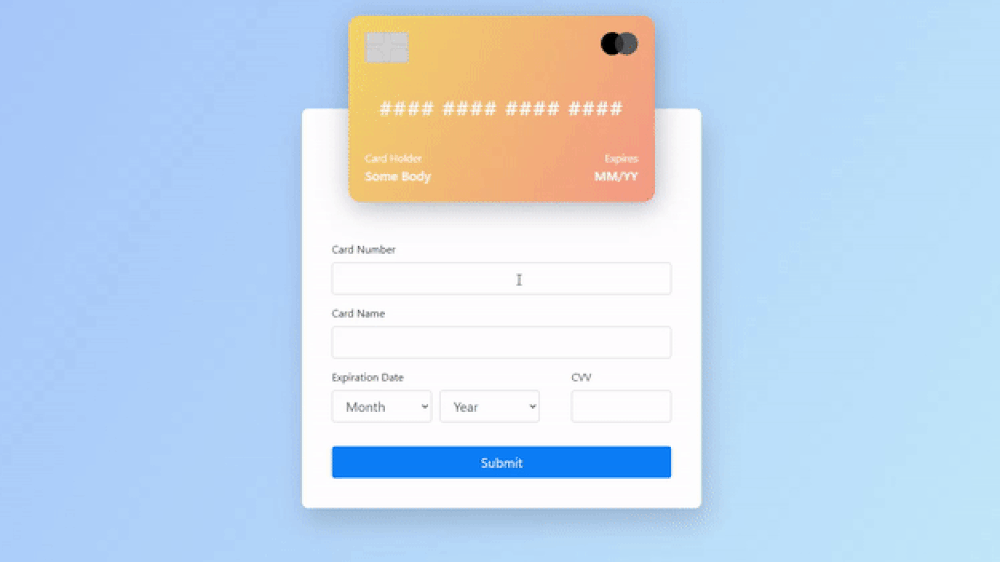 #### #### #### ####
Card Holder Expires
Some Body MM/YY
Card Number
Card Name
Expiration Date CVV
Month Year
Submit